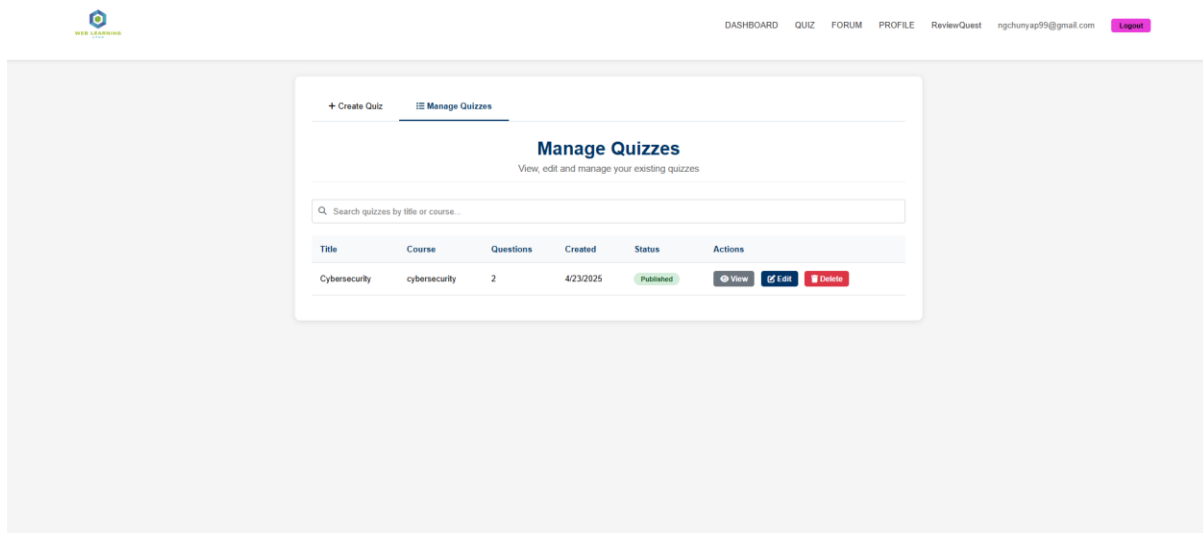 WEB LEARNING
DASHBOARD QUIZ FORUM PROFILE ReviewQuest ngchunyap99@gmail.com Logout
+ Create Quiz Manage Quizzes
Manage Quizzes
View, edit and manage your existing quizzes
Search quizzes by title or course...
Title Course Questions Created Status Actions
Cybersecurity cybersecurity 2 4/23/2025 Published View Edit Delete